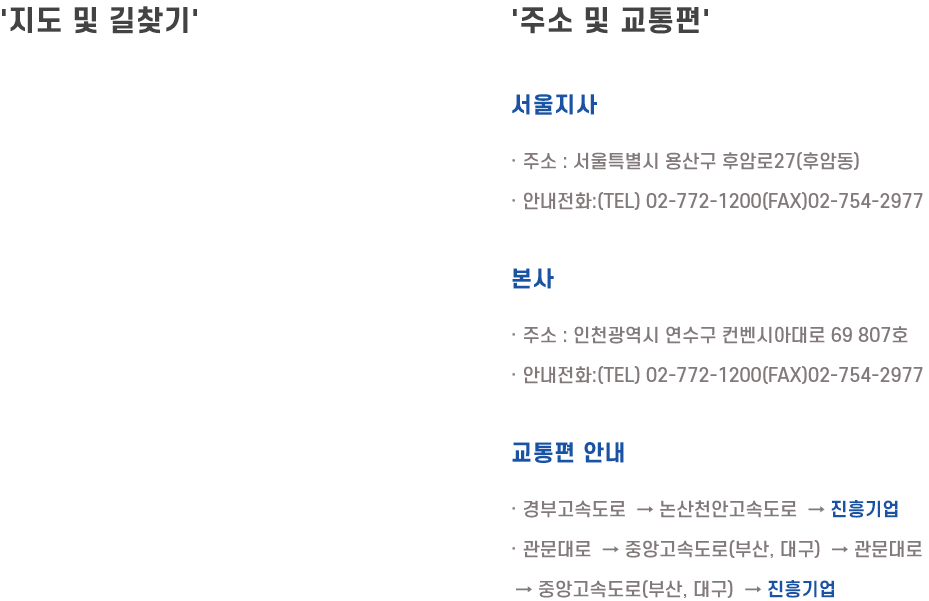 '지도 및 길찾기'
'주소 및 교통편'
서울지사
· 주소 : 서울특별시 용산구 후암로27(후암동)
· 안내전화:(TEL) 02-772-1200(FAX)02-754-2977
본사
· 주소 : 인천광역시 연수구 컨벤시아대로 69 807호
· 안내전화:(TEL) 02-772-1200(FAX)02-754-2977
교통편 안내
· 경부고속도로 → 논산천안고속도로 → 진흥기업
· 관문대로 → 중앙고속도로(부산, 대구) → 관문대로
→ 중앙고속도로(부산, 대구) → 진흥기업